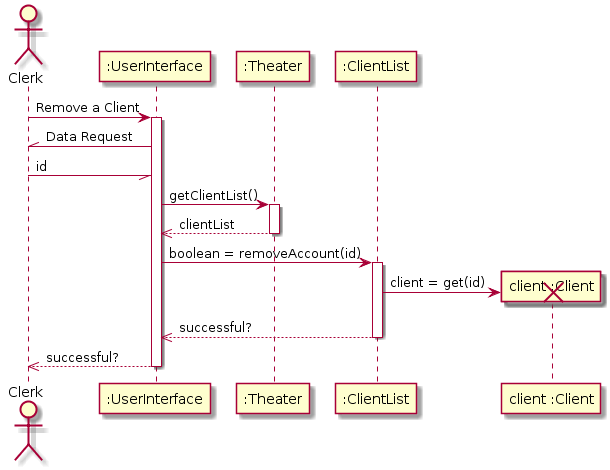 Clerk
:UserInterface
:Theater
:ClientList
Remove a Client
Data Request
id
getClientList()
clientList
boolean = removeAccount(id)
client = get(id)
client :Client
successful?
successful?
Clerk
:UserInterface
:Theater
:ClientList
client :Client